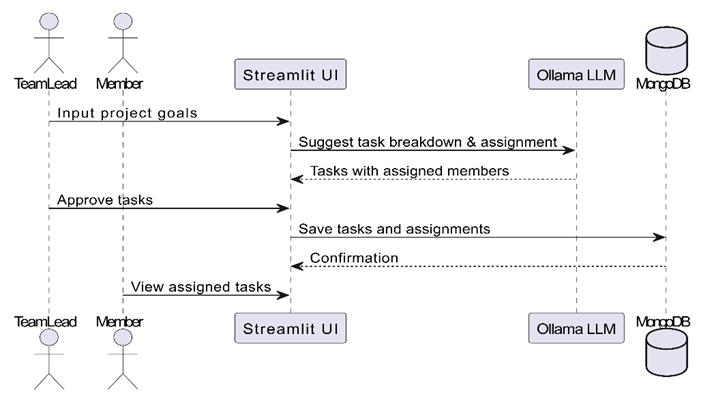 TeamLead Member Streamlit UI Ollama LLM MongoDB
Input project goals
Suggest task breakdown & assignment
Tasks with assigned members
Approve tasks
Save tasks and assignments
Confirmation
View assigned tasks
TeamLead Member Streamlit UI Ollama LLM MongoDB